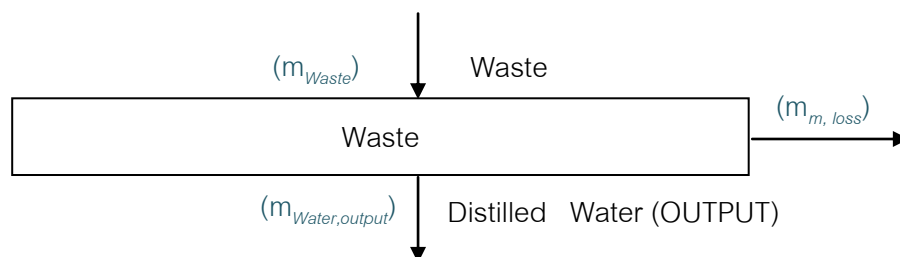 (mWaste) Waste
(mm, loss)
Waste
(mWater,output) Distilled Water (OUTPUT)